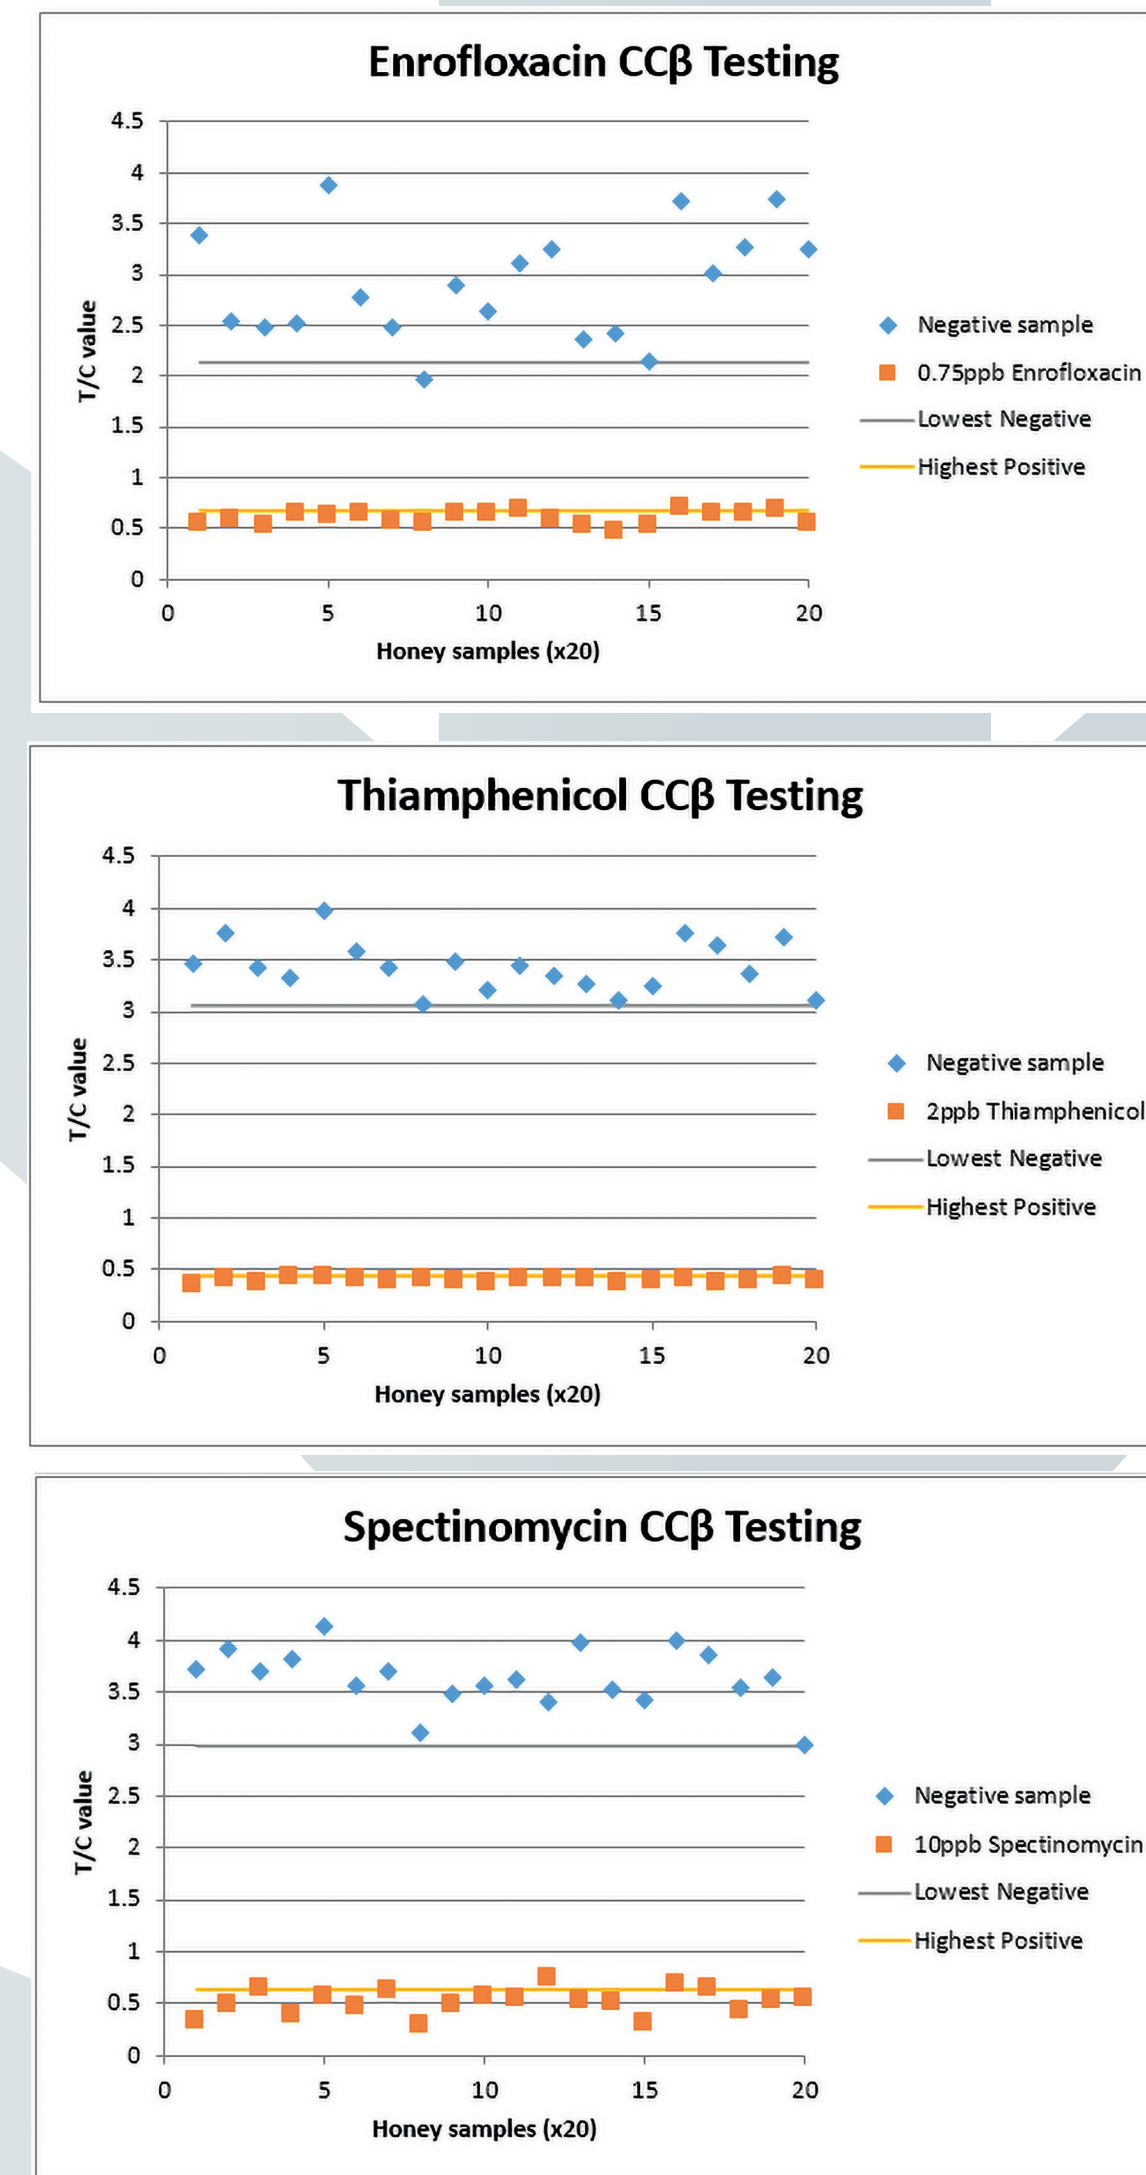 Enrofloxacin CCβ Testing
4.5
4
3.5
3
2.5
2
1.5
1
0.5
0
T/C value
0 5 10 15 20
Honey samples (x20)
Negative sample
0.75ppb Enrofloxacin
Lowest Negative
Highest Positive
Thiamphenicol CCβ Testing
4.5
4
3.5
3
2.5
2
1.5
1
0.5
0
T/C value
0 5 10 15 20
Honey samples (x20)
Negative sample
2ppb Thiamphenicol
Lowest Negative
Highest Positive
Spectinomycin CCβ Testing
4.5
4
3.5
3
2.5
2
1.5
1
0.5
0
T/C value
0 5 10 15 20
Honey samples (x20)
Negative sample
10ppb Spectinomycin
Lowest Negative
Highest Positive